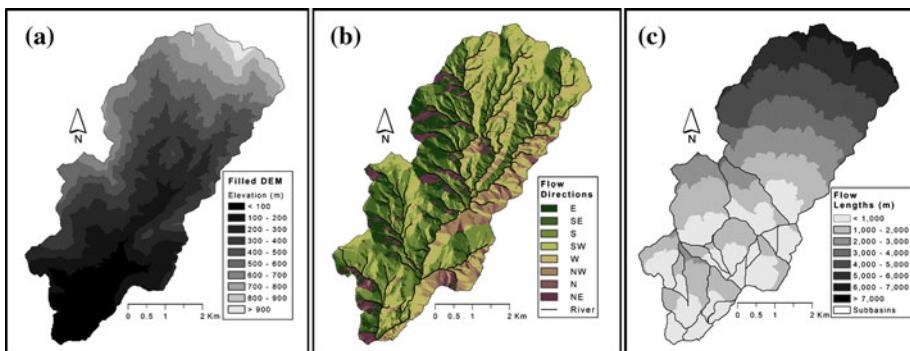 (a)
N
Filled DEM
Elevation (m)
< 100
100 - 200
200 - 300
300 - 400
400 - 500
500 - 600
600 - 700
700 - 800
800 - 900
> 900
0 0.5 1 2 Km
(b)
N
Flow
Directions
E
SE
S
SW
W
NW
N
NE
River
0 0.5 1 2 Km
(c)
N
Flow
Lengths (m)
< 1,000
1,000 - 2,000
2,000 - 3,000
3,000 - 4,000
4,000 - 5,000
5,000 - 6,000
6,000 - 7,000
> 7,000
Subbasins
0 0.5 1 2 Km